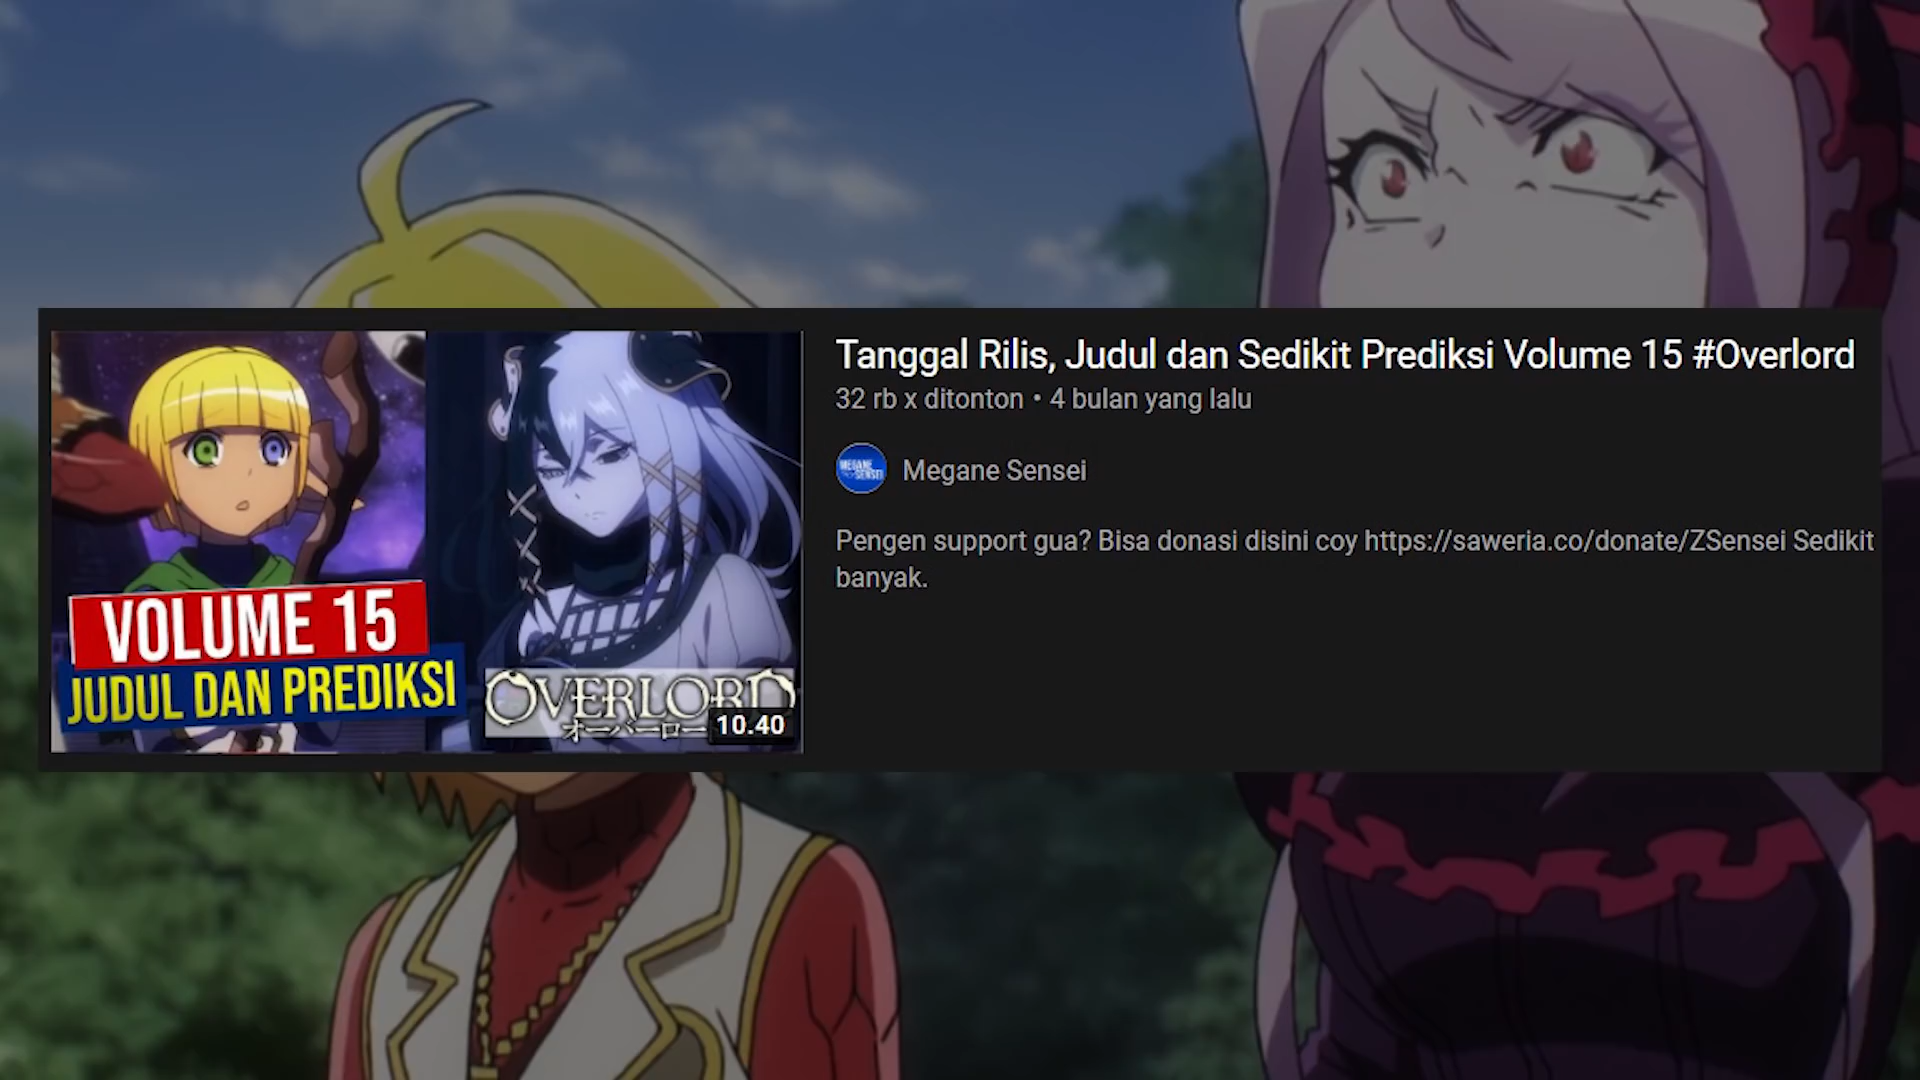 Tanggal Rilis, Judul dan Sedikit Prediksi Volume 15 #Overlord
32 rb x ditonton • 4 bulan yang lalu
MEGANE
SENSEI
Megane Sensei
Pengen support gua? Bisa donasi disini coy https://saweria.co/donate/ZSensei Sedikit
banyak.
VOLUME 15
JUDUL DAN PREDIKSI
OVERLORD
オーバーロー
10.40